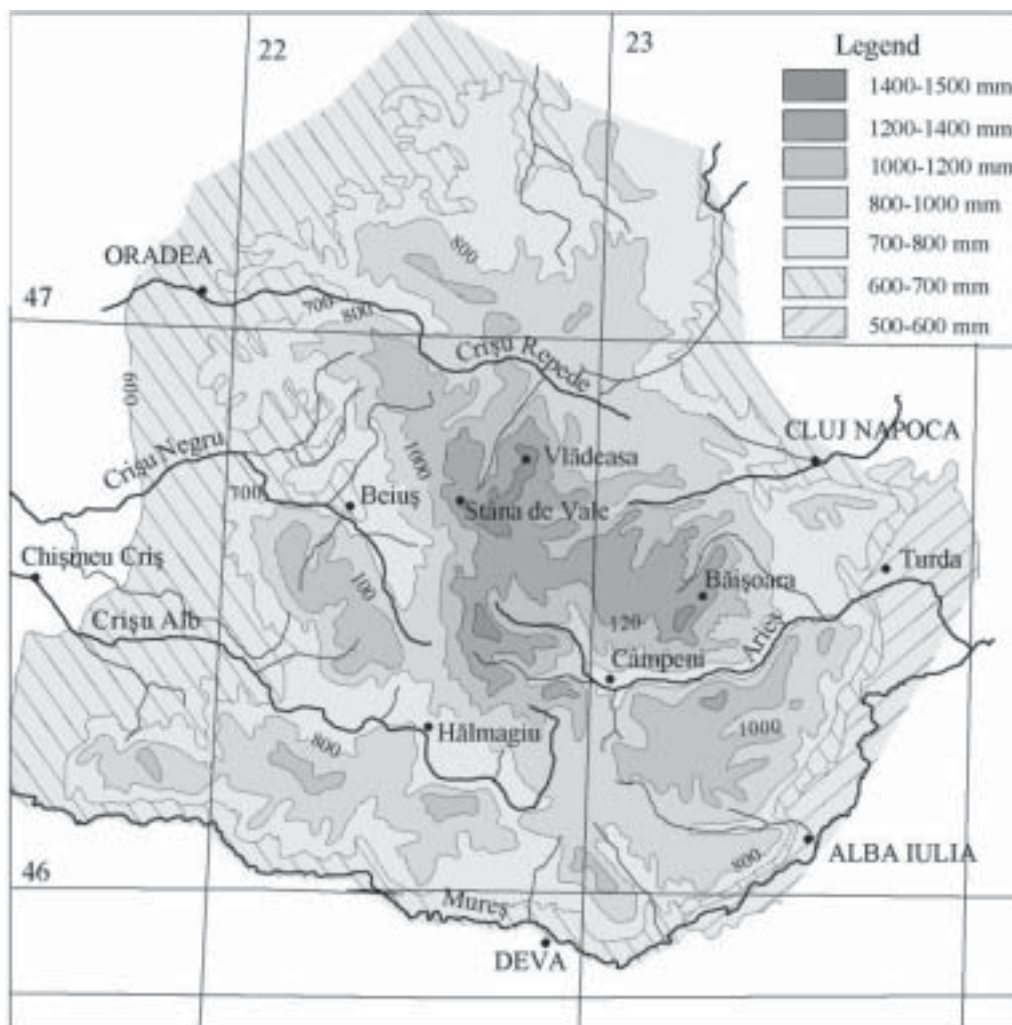 22
23
Legend
1400-1500 mm
1200-1400 mm
1000-1200 mm
800-1000 mm
700-800 mm
600-700 mm
500-600 mm
800
ORADEA
47
700
800
Crişu Repede
600
CLUJ NAPOCA
Crişu Negru
1000
Vlădeasa
700
Beiuş
Stâna de Vale
Chişineu Criş
Turda
100
Băişoara
Crişu Alb
120
Arieş
Câmpeni
1000
Hălmagiu
800
800
ALBA IULIA
46
Mureş
DEVA